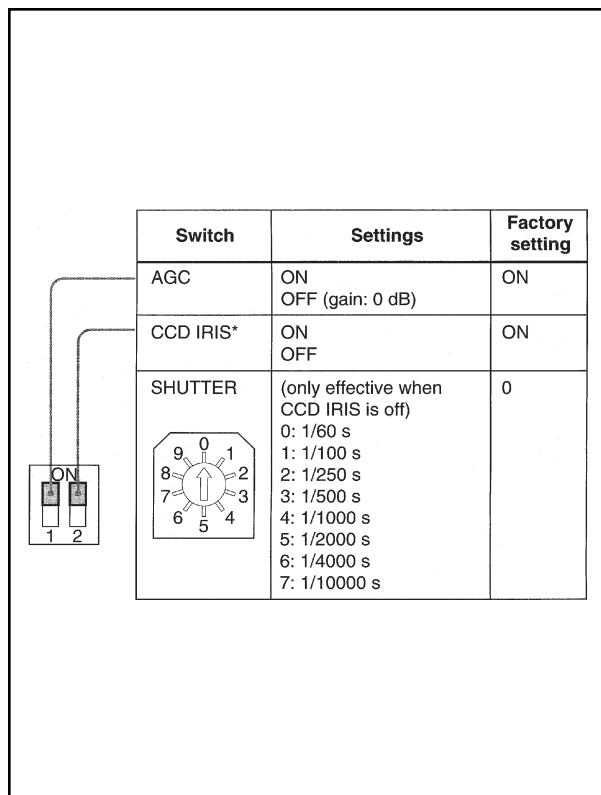 Switch Settings Factory setting
AGC ON ON
OFF (gain: 0 dB)
CCD IRIS* ON ON
OFF
SHUTTER (only effective when 0
CCD IRIS is off)
0: 1/60 s
1: 1/100 s
2: 1/250 s
3: 1/500 s
4: 1/1000 s
5: 1/2000 s
6: 1/4000 s
7: 1/10000 s
0
9 1
8 2
7 3
6 4
5
ON
1 2